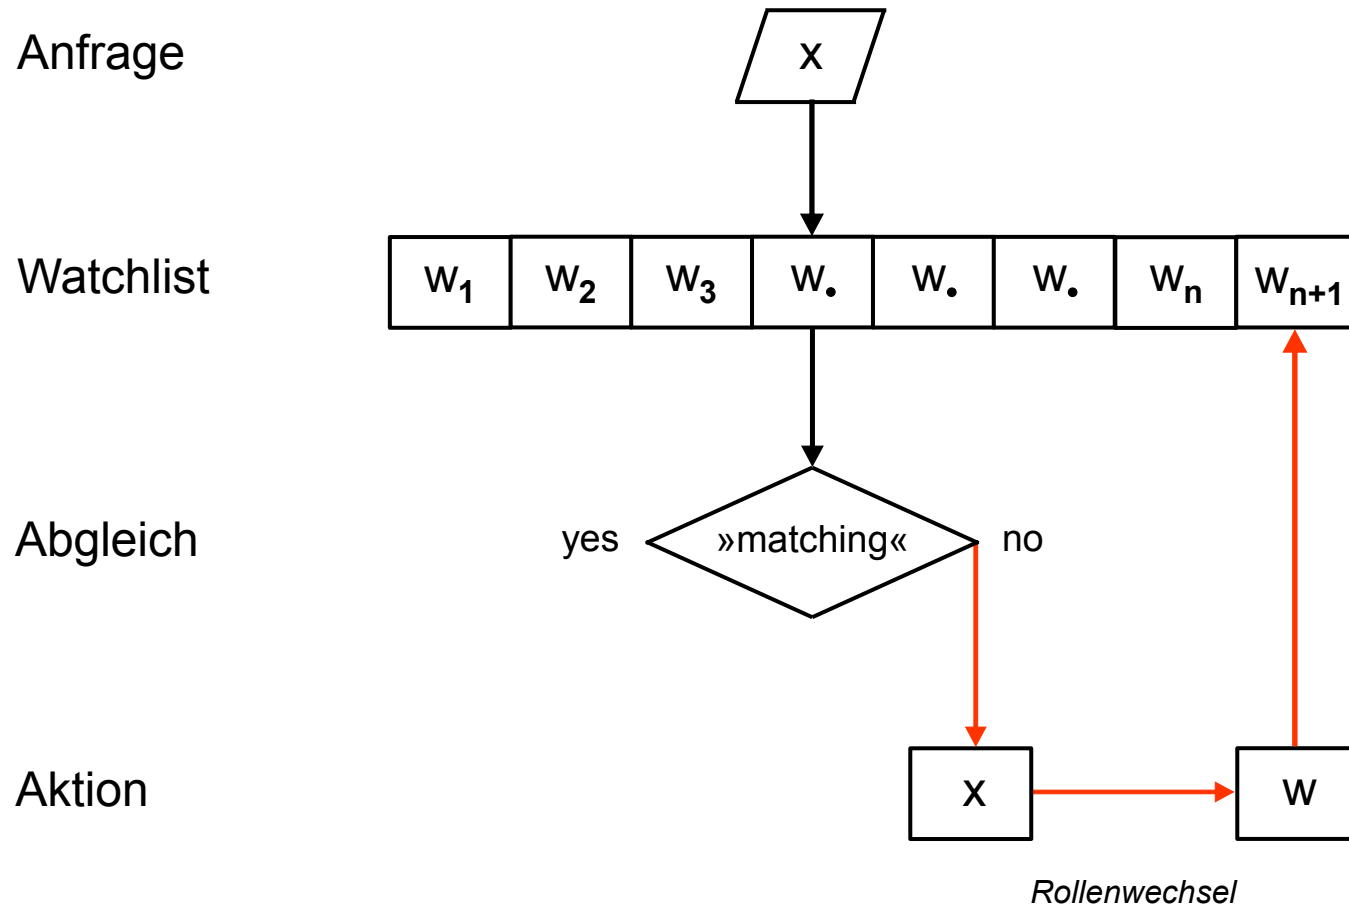 Anfrage
x
Watchlist
w1 w2 w3 w• w• w• wn wn+1
Abgleich
yes »matching« no
Aktion
x w
Rollenwechsel